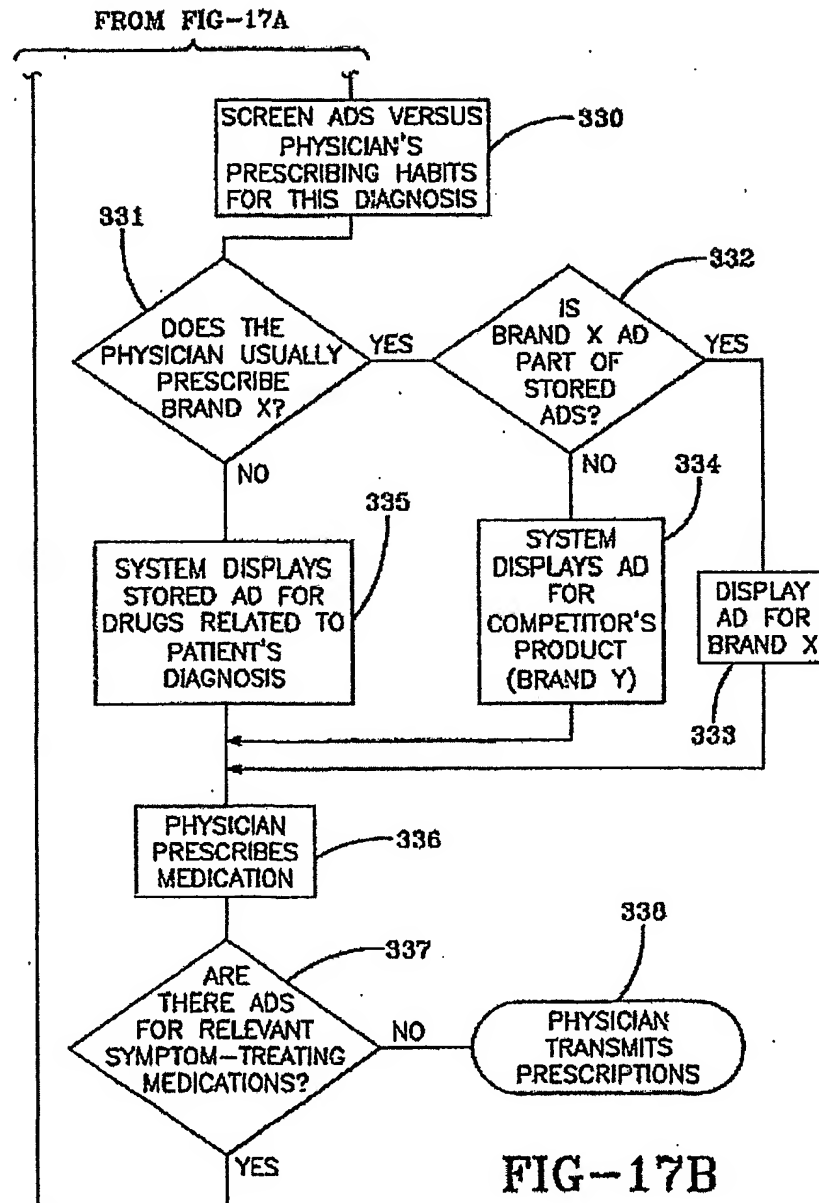 FROM FIG-17A
SCREEN ADS VERSUS
PHYSICIAN'S
PRESCRIBING HABITS
FOR THIS DIAGNOSIS
330
331
DOES THE
PHYSICIAN USUALLY
PRESCRIBE
BRAND X?
YES
332
IS
BRAND X AD
PART OF
STORED
ADS?
YES
NO
NO
335
SYSTEM DISPLAYS
STORED AD FOR
DRUGS RELATED TO
PATIENT'S
DIAGNOSIS
334
SYSTEM
DISPLAYS AD
FOR
COMPETITOR'S
PRODUCT
(BRAND Y)
DISPLAY
AD FOR
BRAND X
333
PHYSICIAN
PRESCRIBES
MEDICATION
336
337
ARE
THERE ADS
FOR RELEVANT
SYMPTOM-TREATING
MEDICATIONS?
NO
338
PHYSICIAN
TRANSMITS
PRESCRIPTIONS
YES
FIG-17B